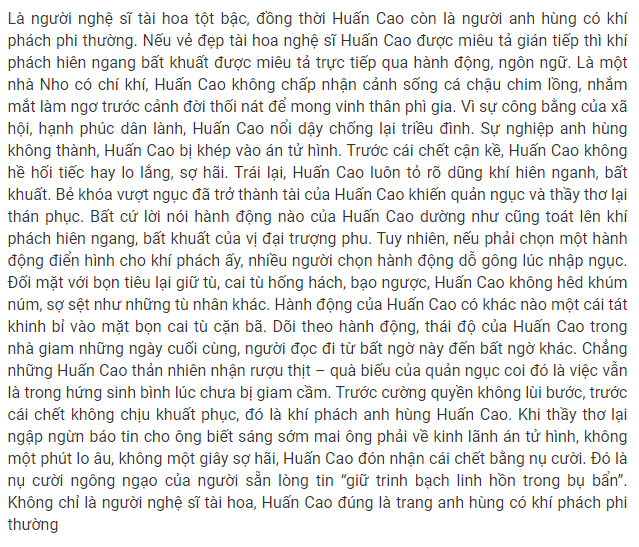 Là người nghệ sĩ tài hoa tột bậc, đồng thời Huấn Cao còn là người anh hùng có khí
phách phi thường. Nếu vẻ đẹp tài hoa nghệ sĩ Huấn Cao được miêu tả gián tiếp thì khí
phách hiên ngang bất khuất được miêu tả trực tiếp qua hành động, ngôn ngữ. Là một
nhà Nho có chí khí, Huấn Cao không chấp nhận cảnh sống cá chậu chim lồng, nhắm
mắt làm ngơ trước cảnh đời thối nát để mong vinh thân phì gia. Vì sự công bằng của xã
hội, hạnh phúc dân lành, Huấn Cao nổi dậy chống lại triều đình. Sự nghiệp anh hùng
không thành, Huấn Cao bị khép vào án tử hình. Trước cái chết cận kề, Huấn Cao không
hề hối tiếc hay lo lắng, sợ hãi. Trái lại, Huấn Cao luôn tỏ rõ dũng khí hiên nganh, bất
khuất. Bẻ khóa vượt ngục đã trở thành tài của Huấn Cao khiến quản ngục và thầy thơ lại
thán phục. Bất cứ lời nói hành động nào của Huấn Cao dường như cũng toát lên khí
phách hiên ngang, bất khuất của vị đại trượng phu. Tuy nhiên, nếu phải chọn một hành
động điển hình cho khí phách ấy, nhiều người chọn hành động dỗ gông lúc nhập ngục.
Đối mặt với bọn tiêu lại giữ tù, cai tù hống hách, bạo ngược, Huấn Cao không hêd khúm
núm, sợ sệt như những tù nhân khác. Hành động của Huấn Cao có khác nào một cái tát
khinh bỉ vào mặt bọn cai tù cặn bã. Dõi theo hành động, thái độ của Huấn Cao trong
nhà giam những ngày cuối cùng, người đọc đi từ bất ngờ này đến bất ngờ khác. Chẳng
những Huấn Cao thản nhiên nhận rượu thịt – quà biếu của quản ngục coi đó là việc vẫn
là trong hứng sinh bình lúc chưa bị giam cầm. Trước cường quyền không lùi bước, trước
cái chết không chịu khuất phục, đó là khí phách anh hùng Huấn Cao. Khi thầy thơ lại
ngập ngừn báo tin cho ông biết sáng sớm mai ông phải về kinh lãnh án tử hình, không
một phút lo âu, không một giây sợ hãi, Huấn Cao đón nhận cái chết bằng nụ cười. Đó là
nụ cười ngông ngạo của người sẵn lòng tin “giữ trinh bạch linh hồn trong bụ bẩn”.
Không chỉ là người nghệ sĩ tài hoa, Huấn Cao đúng là trang anh hùng có khí phách phi
thường